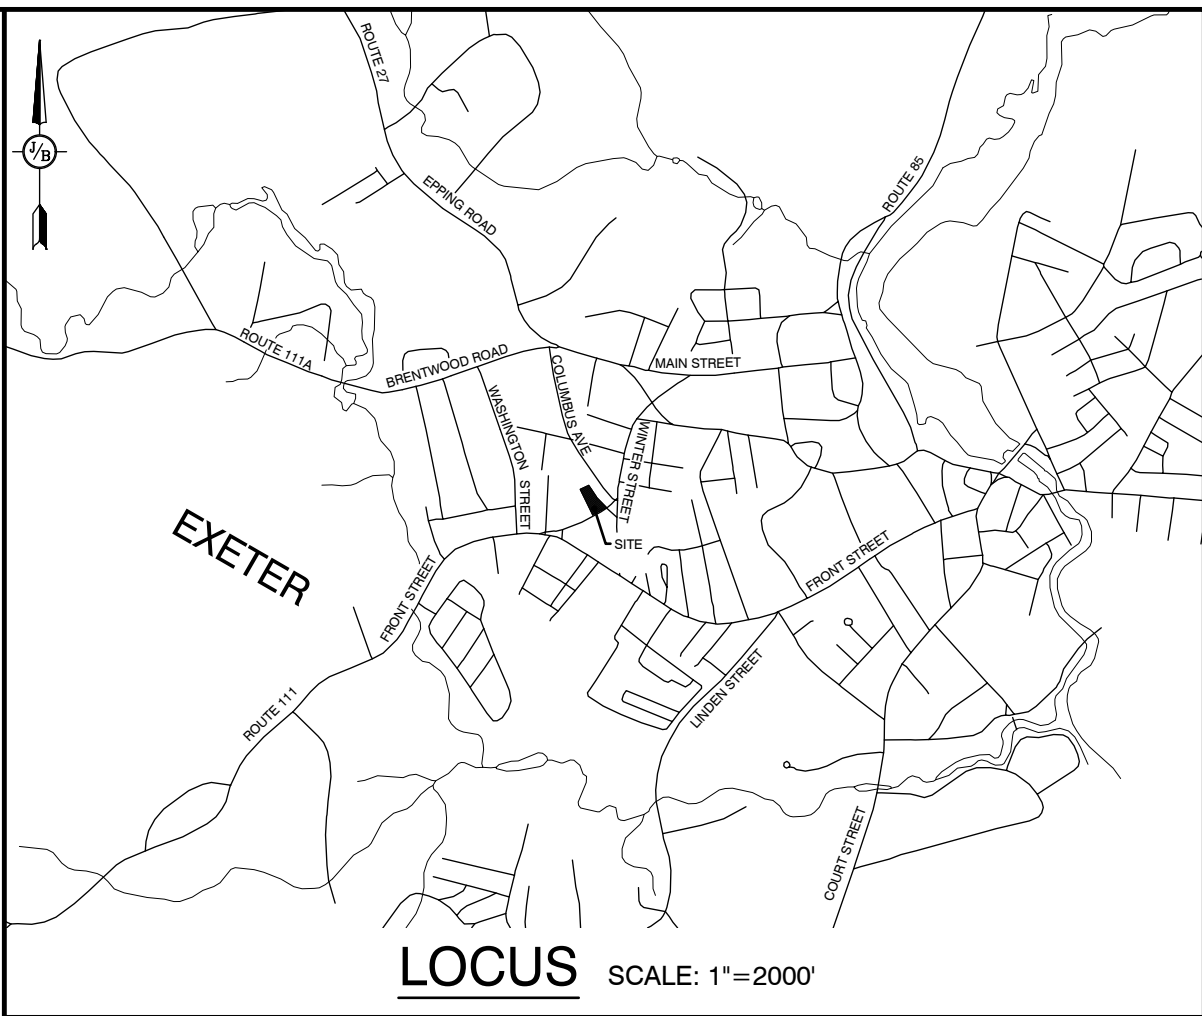 ROUTE 27
J/B
ROUTE 85
EPPING ROAD
ROUTE 111A
BRENTWOOD ROAD
MAIN STREET
COLUMBUS AVE
WASHINGTON STREET
WINTER STREET
SITE
EXETER
FRONT STREET
FRONT STREET
LINDEN STREET
ROUTE 111
COURT STREET
LOCUS SCALE: 1"=2000'